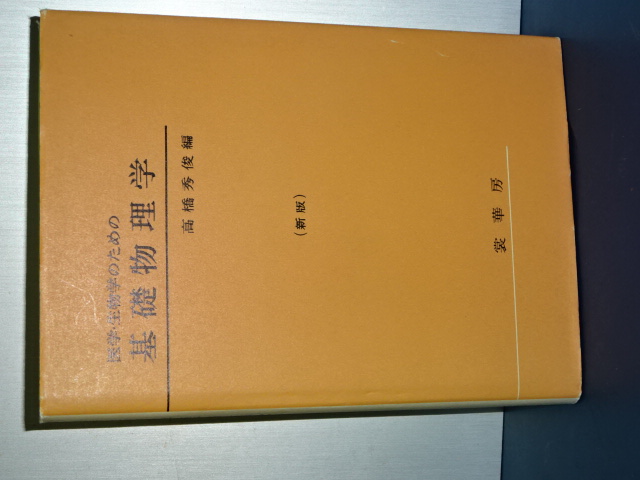 医学・生物学のための
基礎物理学
高橋秀俊編
(新版)
裳華房